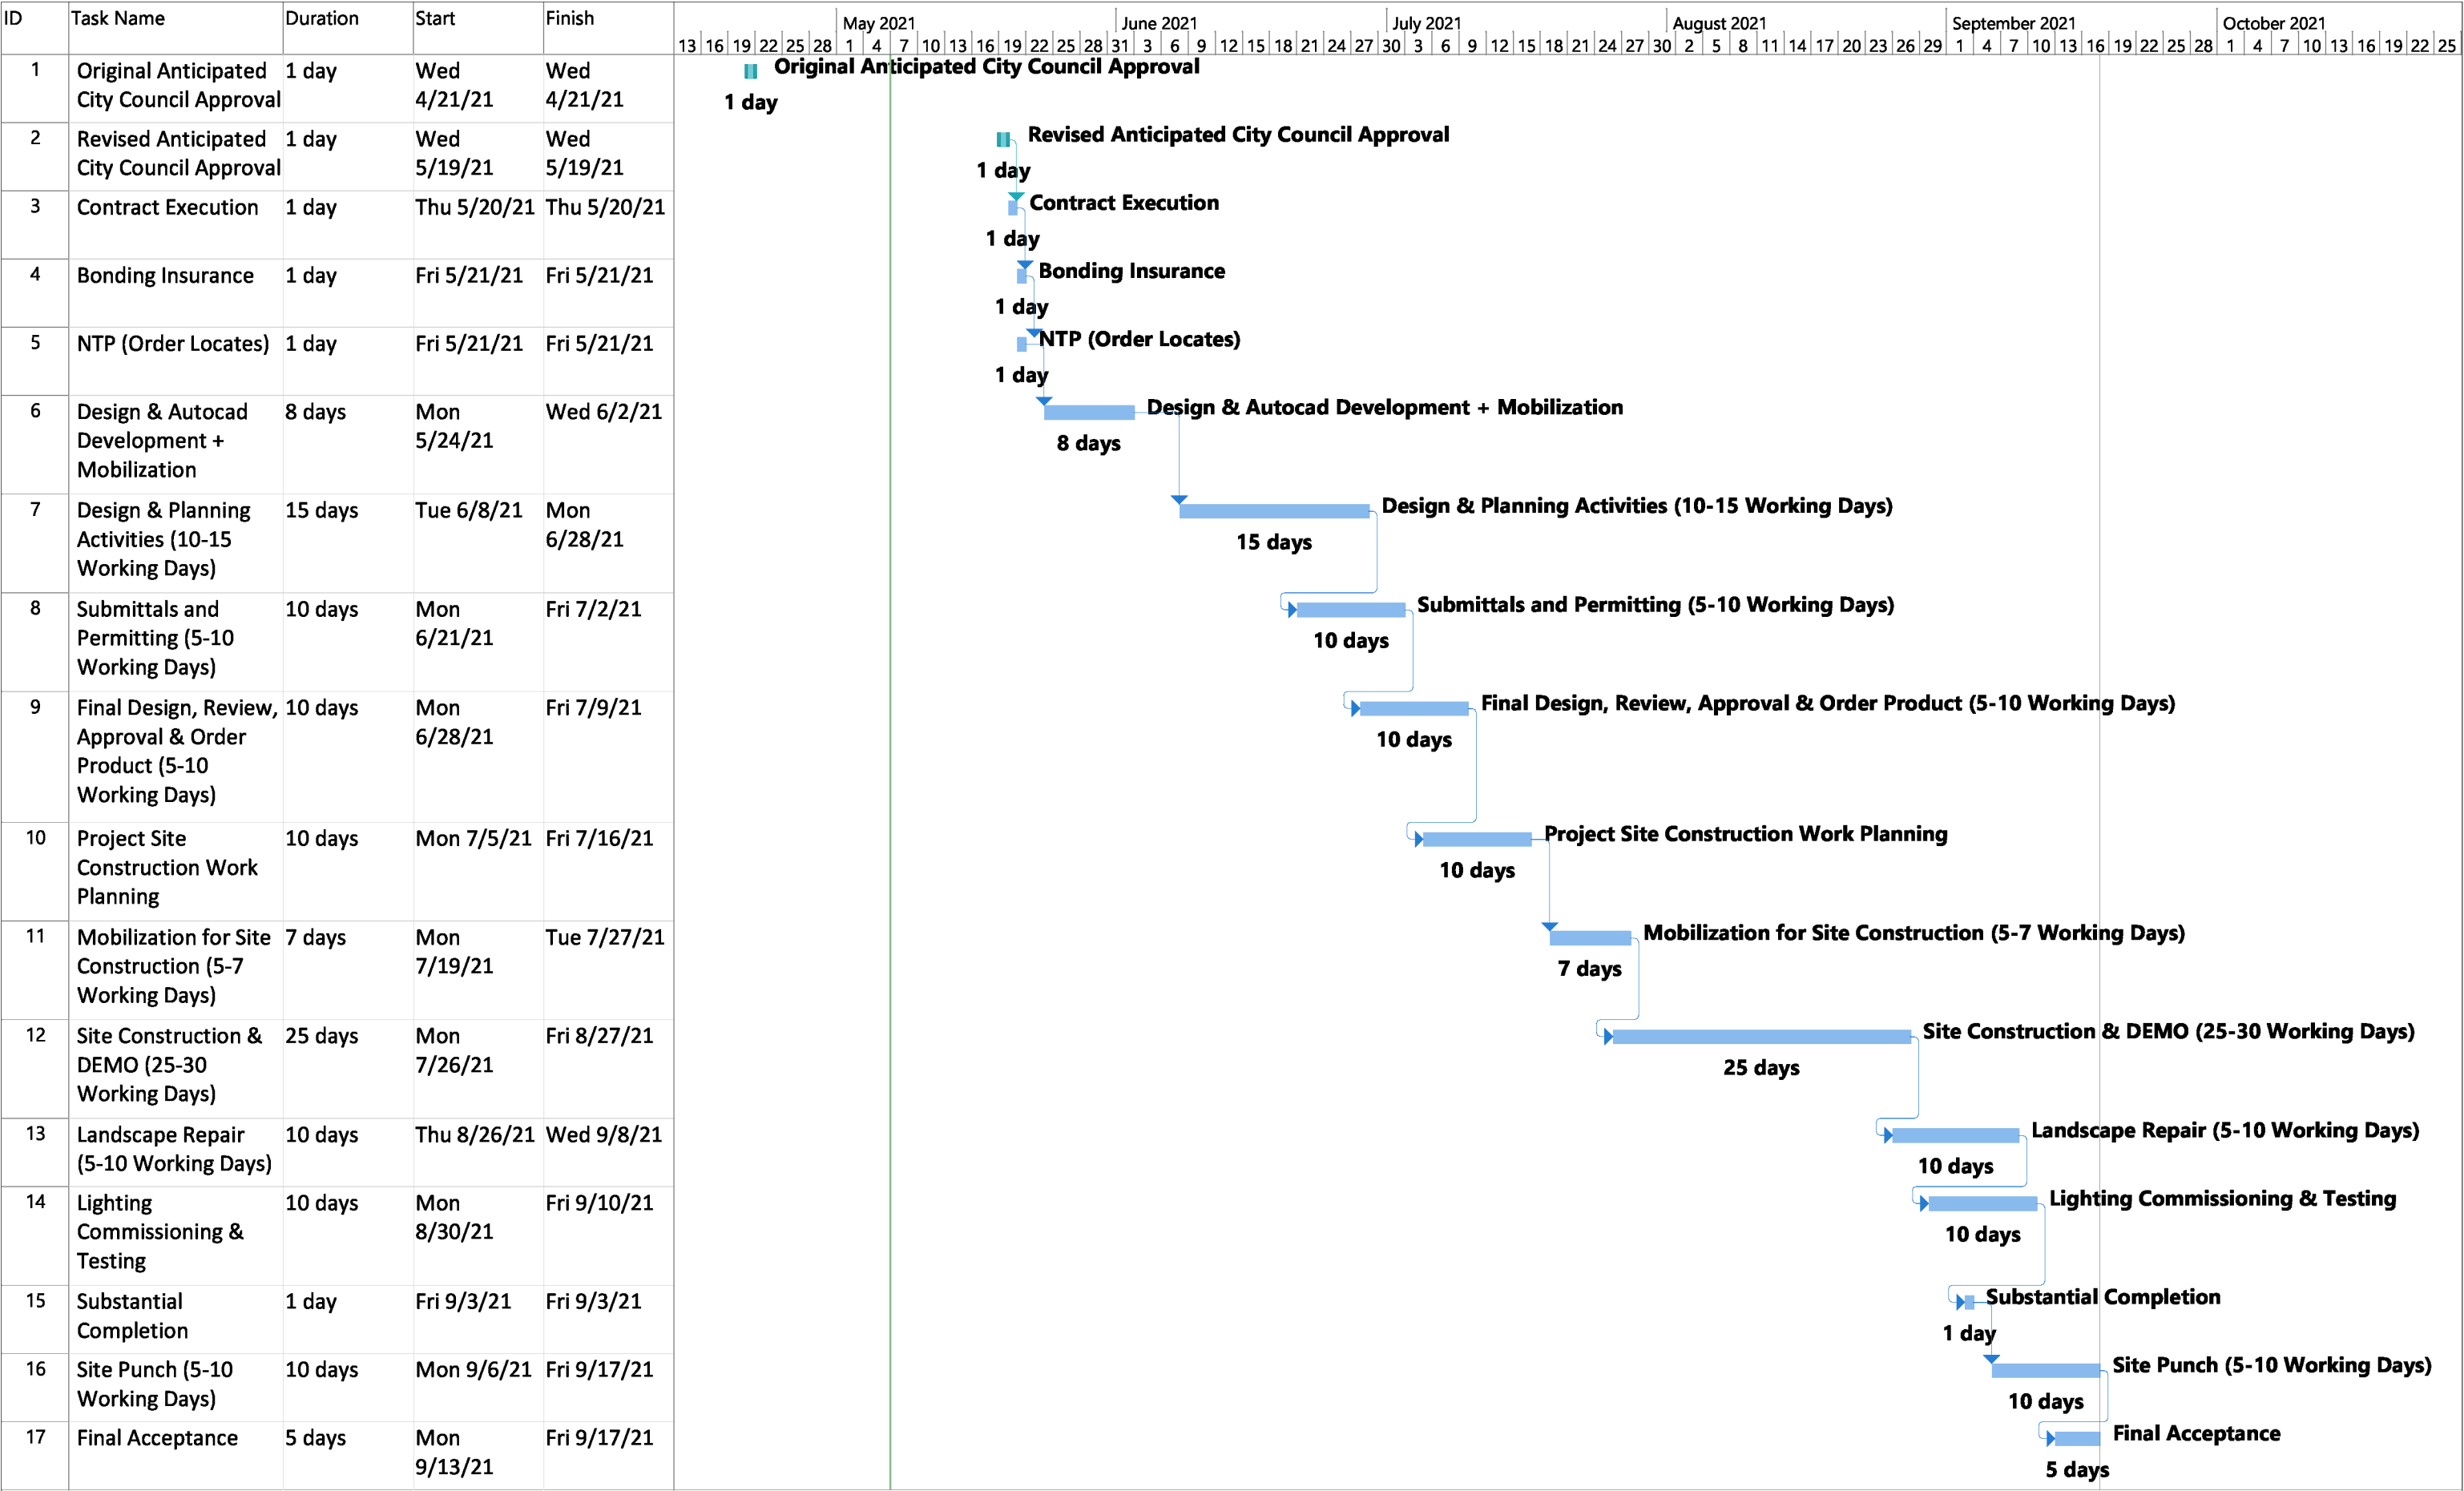 ID Task Name Duration Start Finish
May 2021 June 2021 July 2021 August 2021 September 2021 October 2021
13 16 19 22 25 28 1 4 7 10 13 16 19 22 25 28 31 3 6 9 12 15 18 21 24 27 30 3 6 9 12 15 18 21 24 27 30 2 5 8 11 14 17 20 23 26 29 1 4 7 10 13 16 19 22 25 28 1 4 7 10 13 16 19 22 25
1 Original Anticipated 1 day Wed Wed Original Anticipated City Council Approval
City Council Approval 4/21/21 4/21/21 1 day
2 Revised Anticipated 1 day Wed Wed Revised Anticipated City Council Approval
City Council Approval 5/19/21 5/19/21 1 day
3 Contract Execution 1 day Thu 5/20/21 Thu 5/20/21 Contract Execution
1 day
4 Bonding Insurance 1 day Fri 5/21/21 Fri 5/21/21 Bonding Insurance
1 day
5 NTP (Order Locates) 1 day Fri 5/21/21 Fri 5/21/21 NTP (Order Locates)
1 day
6 Design & Autocad 8 days Mon Wed 6/2/21 Design & Autocad Development + Mobilization
Development + 5/24/21 8 days
Mobilization
7 Design & Planning 15 days Tue 6/8/21 Mon Design & Planning Activities (10-15 Working Days)
Activities (10-15 6/28/21 15 days
Working Days)
8 Submittals and 10 days Mon Fri 7/2/21 Submittals and Permitting (5-10 Working Days)
Permitting (5-10 6/21/21 10 days
Working Days)
9 Final Design, Review, 10 days Mon Fri 7/9/21 Final Design, Review, Approval & Order Product (5-10 Working Days)
Approval & Order 6/28/21 10 days
Product (5-10
Working Days)
10 Project Site 10 days Mon 7/5/21 Fri 7/16/21 Project Site Construction Work Planning
Construction Work 10 days
Planning
11 Mobilization for Site 7 days Mon Tue 7/27/21 Mobilization for Site Construction (5-7 Working Days)
Construction (5-7 7/19/21 7 days
Working Days)
12 Site Construction & 25 days Mon Fri 8/27/21 Site Construction & DEMO (25-30 Working Days)
DEMO (25-30 7/26/21 25 days
Working Days)
13 Landscape Repair 10 days Thu 8/26/21 Wed 9/8/21 Landscape Repair (5-10 Working Days)
(5-10 Working Days) 10 days
14 Lighting 10 days Mon Fri 9/10/21 Lighting Commissioning & Testing
Commissioning & 8/30/21 10 days
Testing
15 Substantial 1 day Fri 9/3/21 Fri 9/3/21 Substantial Completion
Completion 1 day
16 Site Punch (5-10 10 days Mon 9/6/21 Fri 9/17/21 Site Punch (5-10 Working Days)
Working Days) 10 days
17 Final Acceptance 5 days Mon Fri 9/17/21 Final Acceptance
9/13/21 5 days